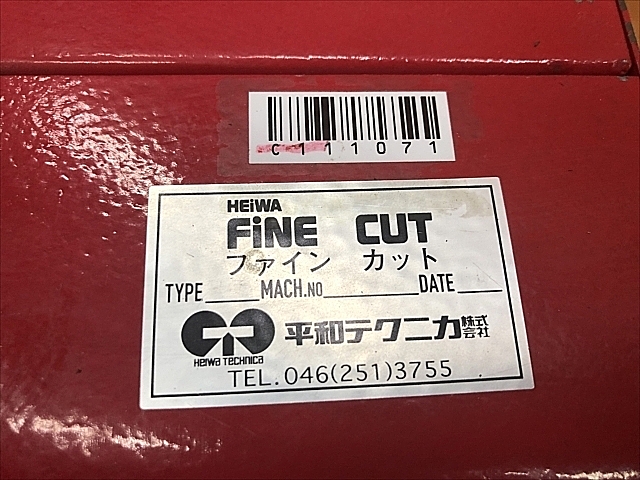 C111071
HEiWA
FiNE CUT
ファイン カット
TYPE MACH.NO DATE
平和テクニカ株式会社
HEIWA TECHNICA
TEL.046(251)3755